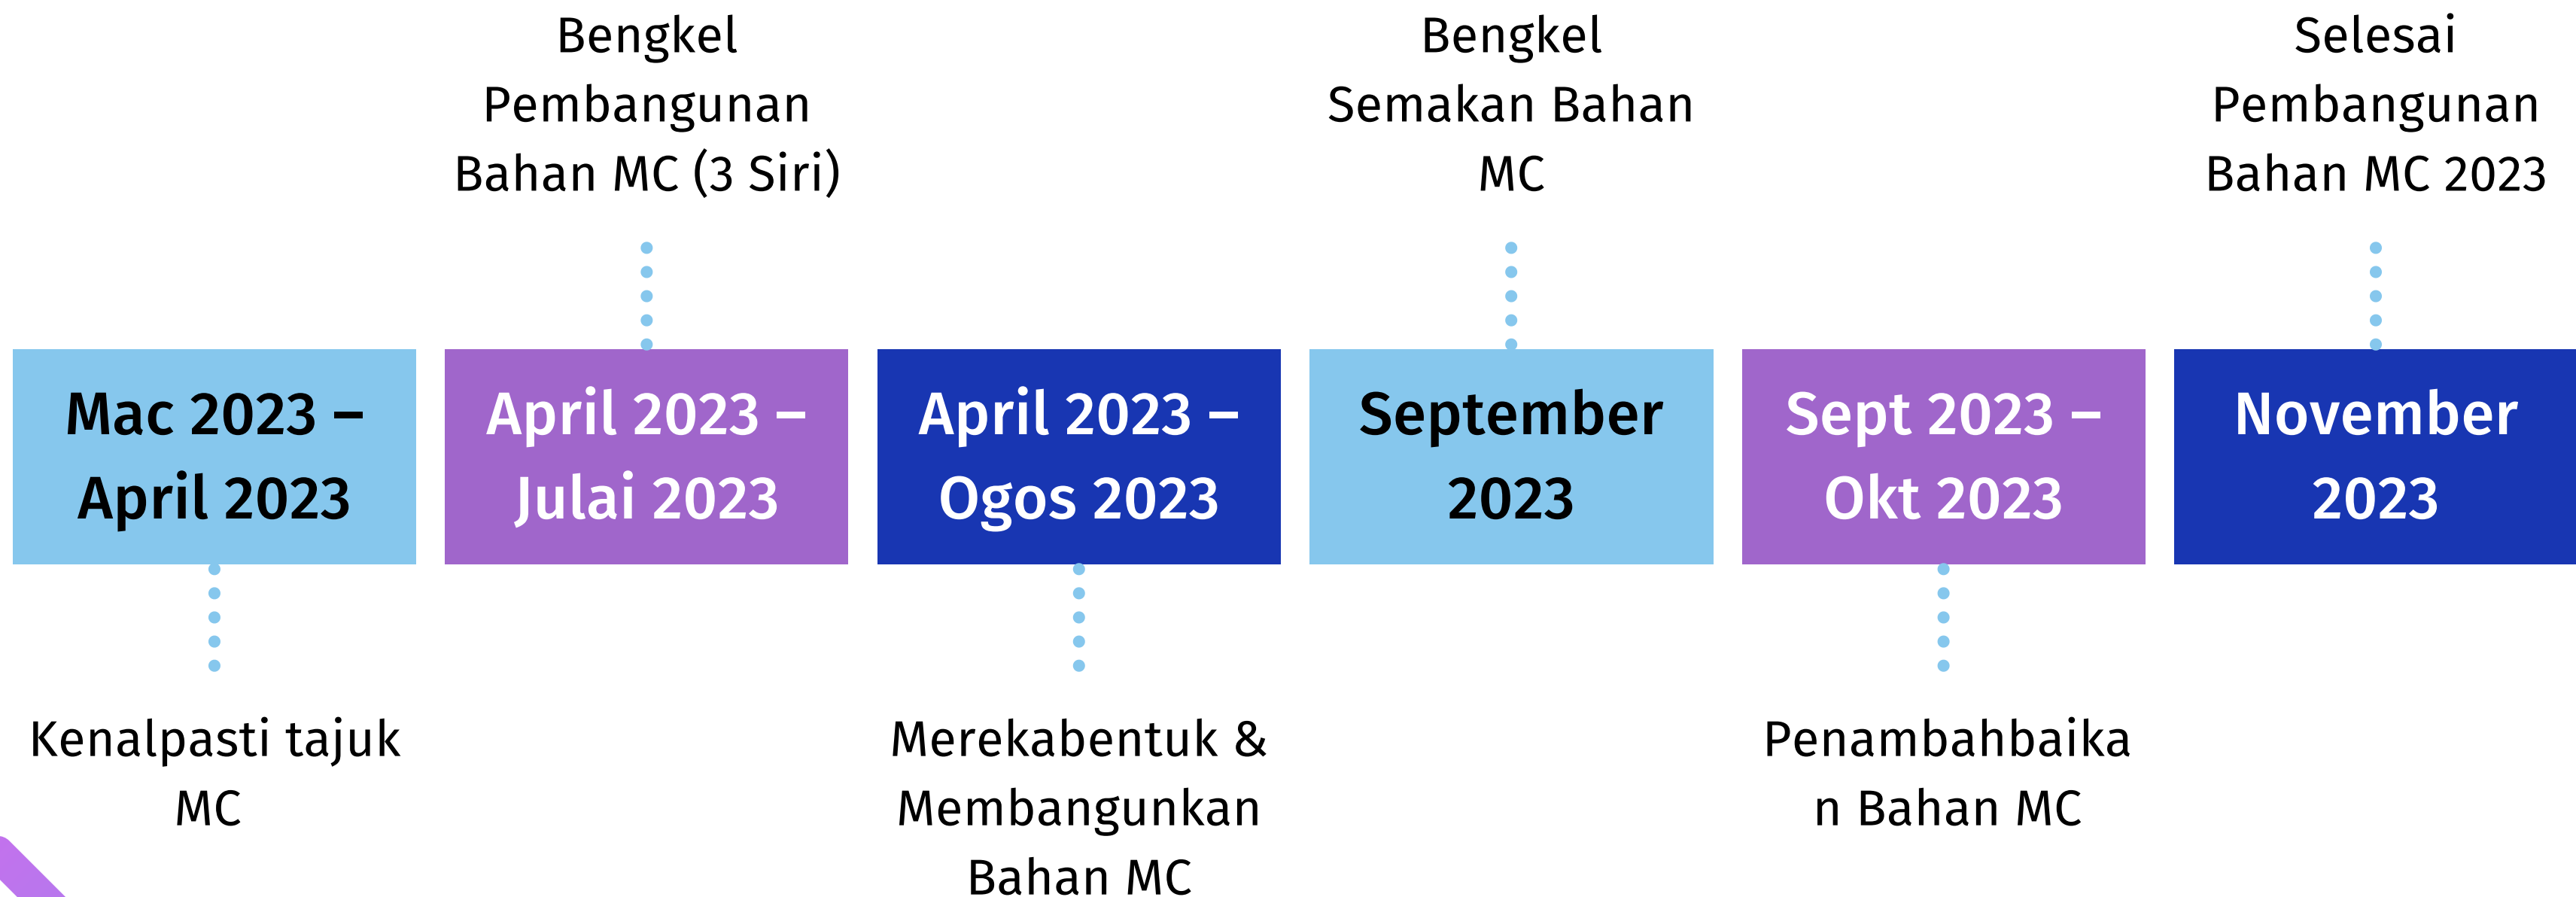 Bengkel
Pembangunan
Bahan MC (3 Siri)
Bengkel
Semakan Bahan
MC
Selesai
Pembangunan
Bahan MC 2023
Mac 2023 –
April 2023
April 2023 –
Julai 2023
April 2023 –
Ogos 2023
September
2023
Sept 2023 –
Okt 2023
November
2023
Kenalpasti tajuk
MC
Merekabentuk &
Membangunkan
Bahan MC
Penambahbaika
n Bahan MC